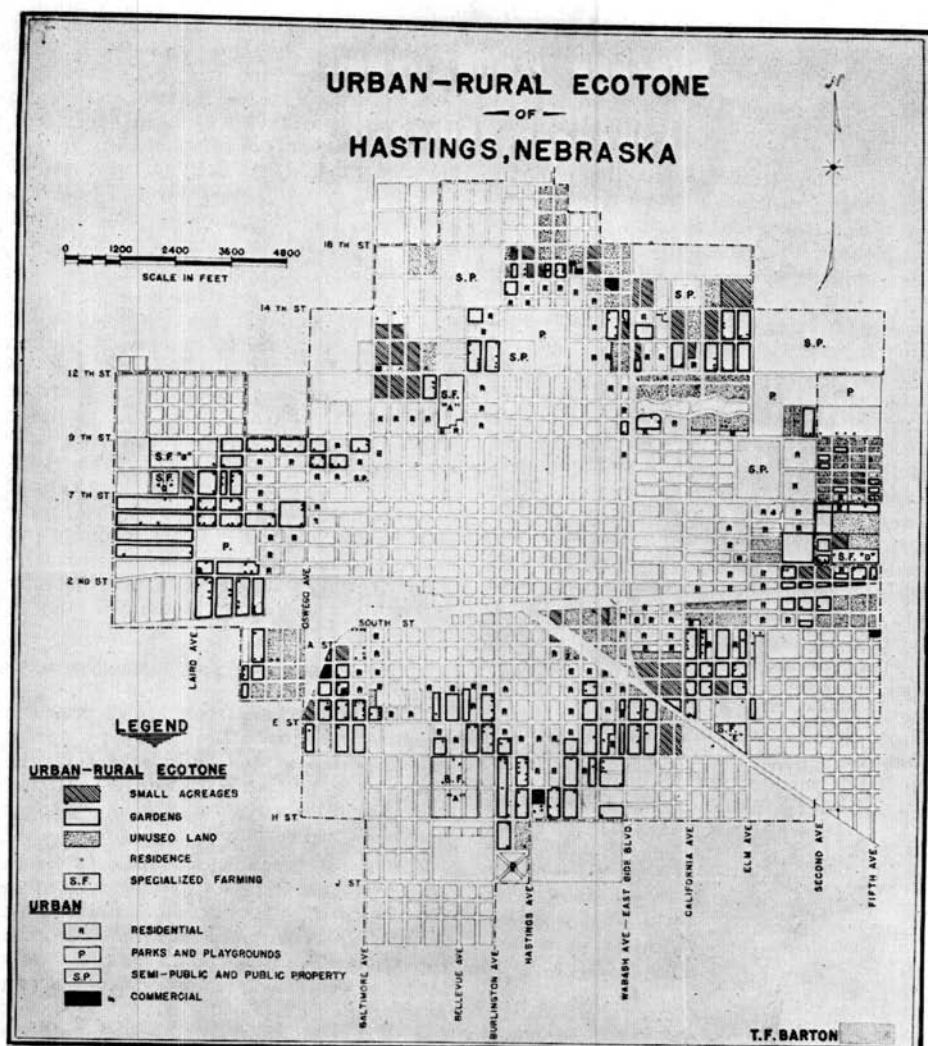 URBAN-RURAL ECOTONE
OF
HASTINGS, NEBRASKA
N
0 1200 2400 3600 4800
SCALE IN FEET
18 TH ST
14 TH ST
12 TH ST
9 TH ST.
7 TH ST
2 ND ST
S.P.
S.P.
P.
S.P.
S.P.
S.F. "A"
P.
P
S.F. "B"
S.F.
S.P.
S.P.
P.
S.F. "D"
LAIRD AVE
OSWEGO AVE
SOUTH ST
A ST
E ST
S.F. "E"
S.F. "A"
H ST
J ST
LEGEND
URBAN-RURAL ECOTONE
SMALL ACREAGES
GARDENS
UNUSED LAND
RESIDENCE
S.F. SPECIALIZED FARMING
URBAN
R RESIDENTIAL
P PARKS AND PLAYGROUNDS
S.P. SEMI-PUBLIC AND PUBLIC PROPERTY
COMMERCIAL
BALTIMORE AVE
BELLEVUE AVE
BURLINGTON AVE
HASTINGS AVE
WABASH AVE-EAST SIDE BLVD.
CALIFORNIA AVE
ELM AVE
SECOND AVE
FIFTH AVE
T.F. BARTON